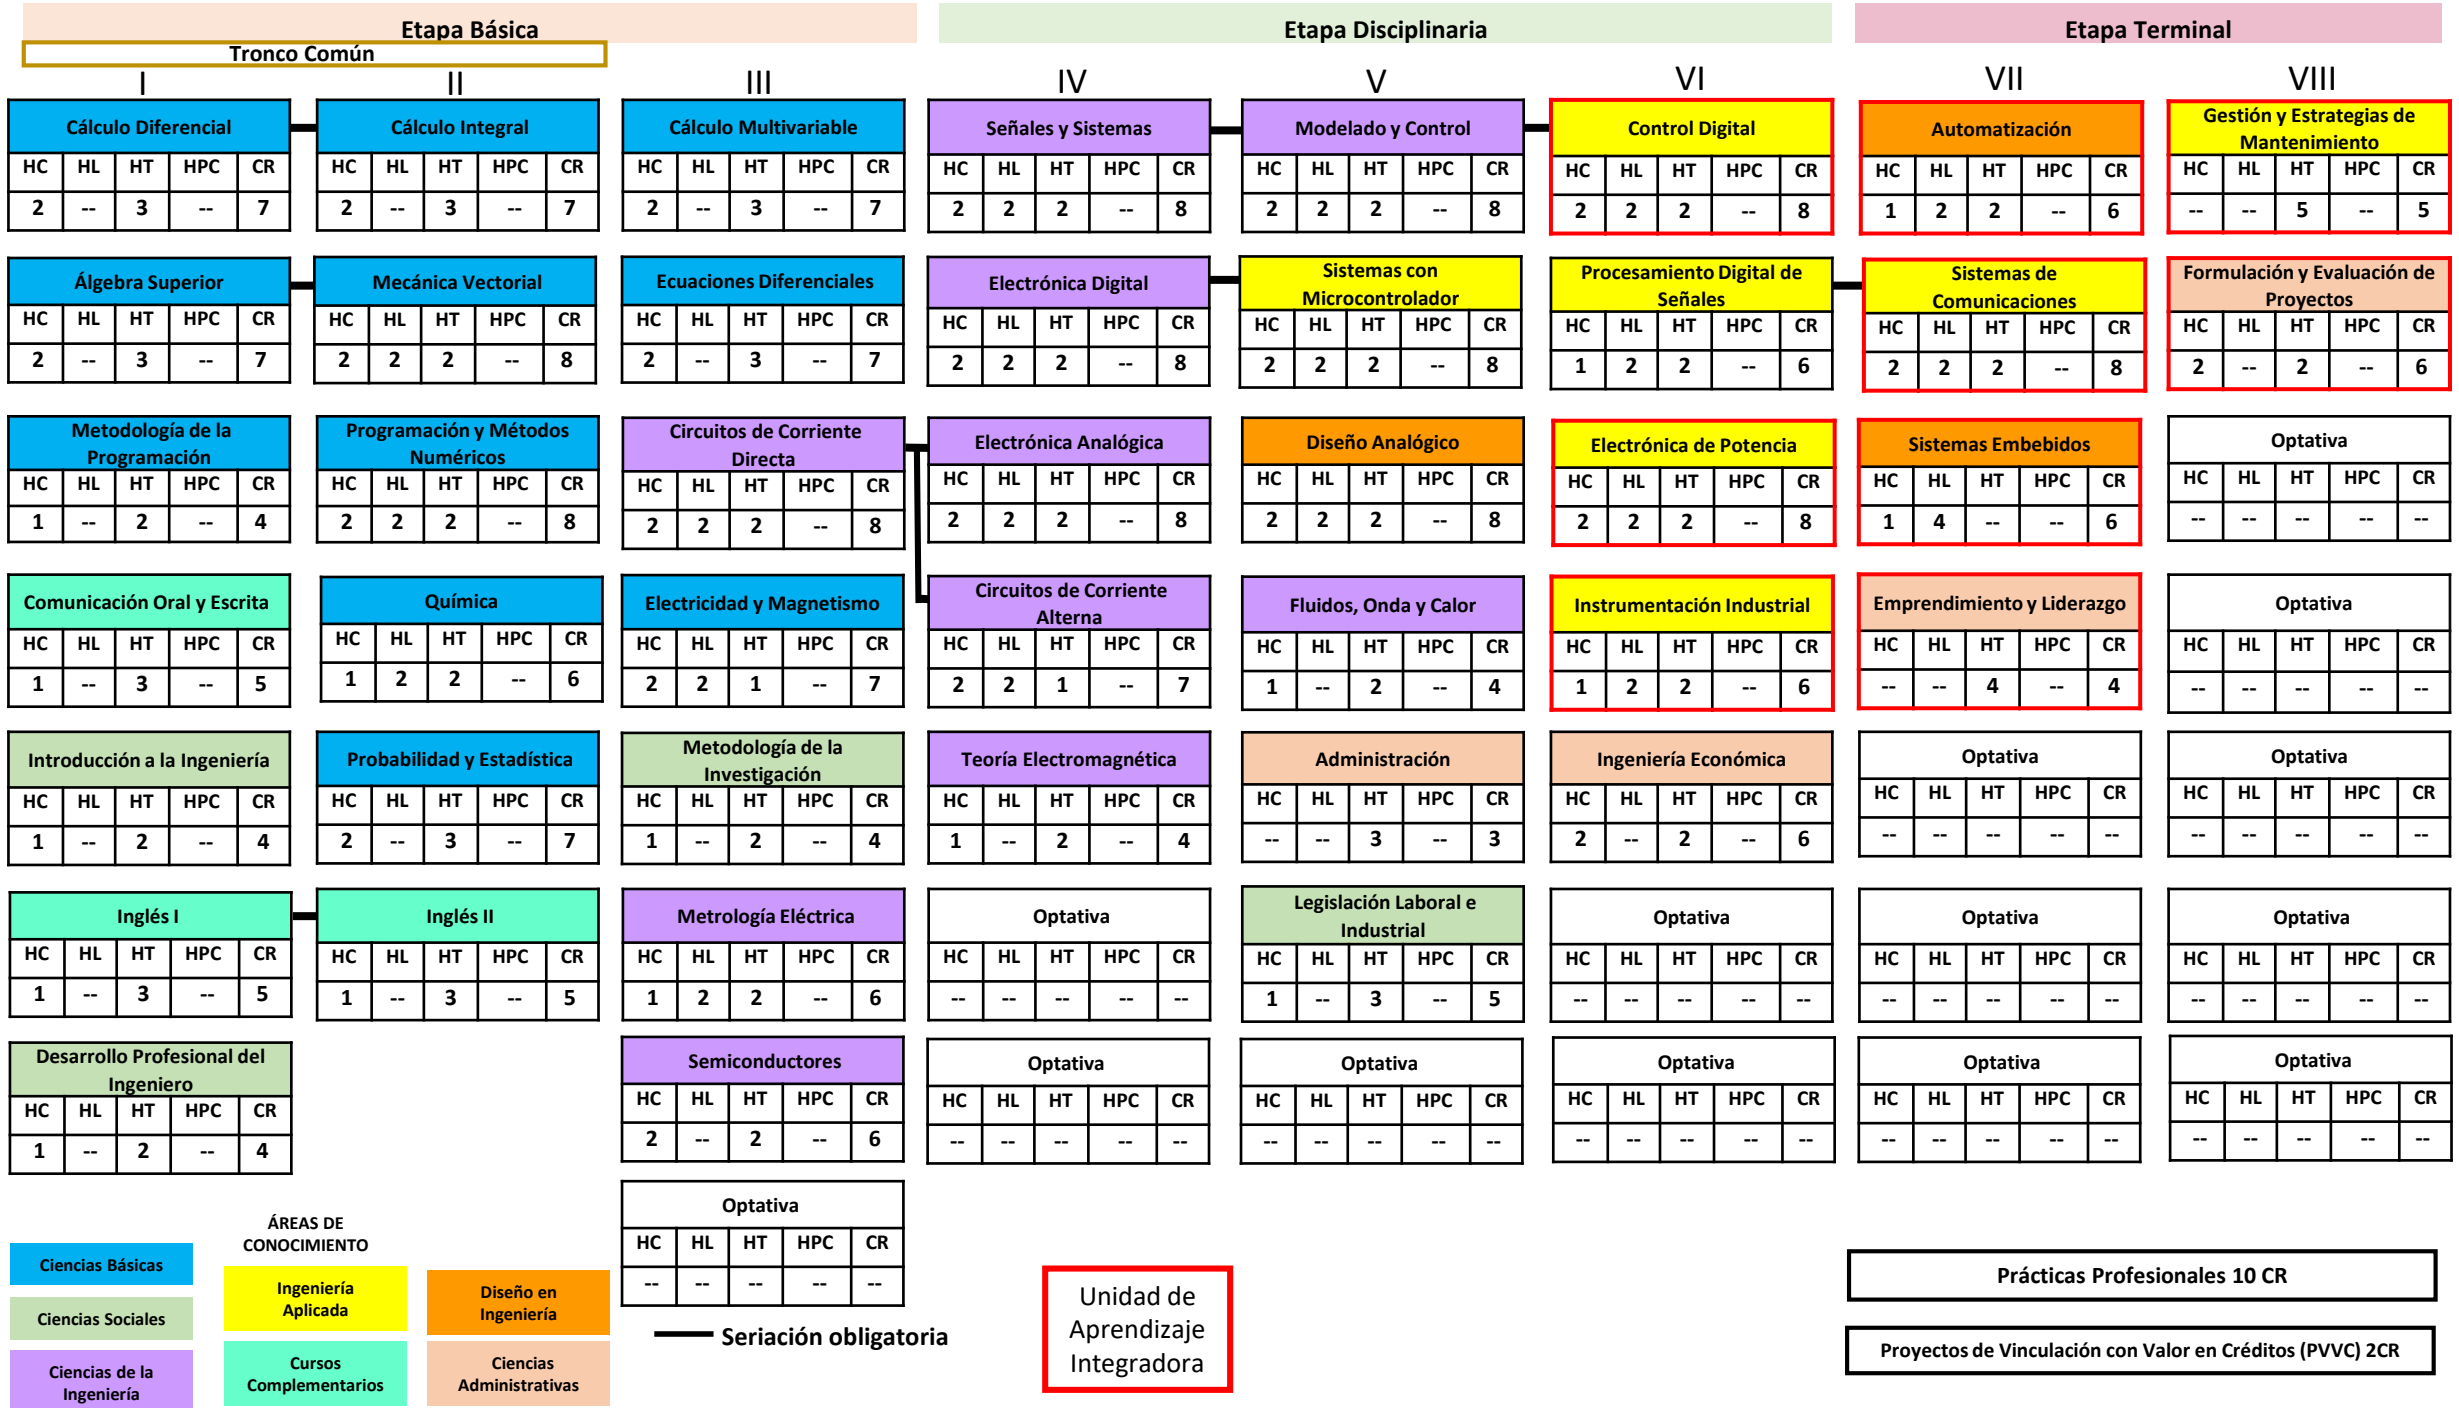 Etapa Básica
Etapa Disciplinaria
Etapa Terminal
Tronco Común
I II III IV V VI VII VIII
Cálculo Diferencial
HC HL HT HPC CR
2 -- 3 -- 7
Cálculo Integral
HC HL HT HPC CR
2 -- 3 -- 7
Cálculo Multivariable
HC HL HT HPC CR
2 -- 3 -- 7
Señales y Sistemas
HC HL HT HPC CR
2 2 2 -- 8
Modelado y Control
HC HL HT HPC CR
2 2 2 -- 8
Control Digital
HC HL HT HPC CR
2 2 2 -- 8
Automatización
HC HL HT HPC CR
1 2 2 -- 6
Gestión y Estrategias de
Mantenimiento
HC HL HT HPC CR
-- -- 5 -- 5
Álgebra Superior
HC HL HT HPC CR
2 -- 3 -- 7
Mecánica Vectorial
HC HL HT HPC CR
2 2 2 -- 8
Ecuaciones Diferenciales
HC HL HT HPC CR
2 -- 3 -- 7
Electrónica Digital
HC HL HT HPC CR
2 2 2 -- 8
Sistemas con
Microcontrolador
HC HL HT HPC CR
2 2 2 -- 8
Procesamiento Digital de
Señales
HC HL HT HPC CR
1 2 2 -- 6
Sistemas de
Comunicaciones
HC HL HT HPC CR
2 2 2 -- 8
Formulación y Evaluación de
Proyectos
HC HL HT HPC CR
2 -- 2 -- 6
Metodología de la
Programación
HC HL HT HPC CR
1 -- 2 -- 4
Programación y Métodos
Numéricos
HC HL HT HPC CR
2 2 2 -- 8
Circuitos de Corriente
Directa
HC HL HT HPC CR
2 2 2 -- 8
Electrónica Analógica
HC HL HT HPC CR
2 2 2 -- 8
Diseño Analógico
HC HL HT HPC CR
2 2 2 -- 8
Electrónica de Potencia
HC HL HT HPC CR
2 2 2 -- 8
Sistemas Embebidos
HC HL HT HPC CR
1 4 -- -- 6
Optativa
HC HL HT HPC CR
-- -- -- -- --
Comunicación Oral y Escrita
HC HL HT HPC CR
1 -- 3 -- 5
Química
HC HL HT HPC CR
1 2 2 -- 6
Electricidad y Magnetismo
HC HL HT HPC CR
2 2 1 -- 7
Circuitos de Corriente
Alterna
HC HL HT HPC CR
2 2 1 -- 7
Fluidos, Onda y Calor
HC HL HT HPC CR
1 -- 2 -- 4
Instrumentación Industrial
HC HL HT HPC CR
1 2 2 -- 6
Emprendimiento y Liderazgo
HC HL HT HPC CR
-- -- 4 -- 4
Optativa
HC HL HT HPC CR
-- -- -- -- --
Introducción a la Ingeniería
HC HL HT HPC CR
1 -- 2 -- 4
Probabilidad y Estadística
HC HL HT HPC CR
2 -- 3 -- 7
Metodología de la
Investigación
HC HL HT HPC CR
1 -- 2 -- 4
Teoría Electromagnética
HC HL HT HPC CR
1 -- 2 -- 4
Administración
HC HL HT HPC CR
-- -- 3 -- 3
Ingeniería Económica
HC HL HT HPC CR
2 -- 2 -- 6
Optativa
HC HL HT HPC CR
-- -- -- -- --
Optativa
HC HL HT HPC CR
-- -- -- -- --
Inglés I
HC HL HT HPC CR
1 -- 3 -- 5
Inglés II
HC HL HT HPC CR
1 -- 3 -- 5
Metrología Eléctrica
HC HL HT HPC CR
1 2 2 -- 6
Optativa
HC HL HT HPC CR
-- -- -- -- --
Legislación Laboral e
Industrial
HC HL HT HPC CR
1 -- 3 -- 5
Optativa
HC HL HT HPC CR
-- -- -- -- --
Optativa
HC HL HT HPC CR
-- -- -- -- --
Optativa
HC HL HT HPC CR
-- -- -- -- --
Desarrollo Profesional del
Ingeniero
HC HL HT HPC CR
1 -- 2 -- 4
Semiconductores
HC HL HT HPC CR
2 -- 2 -- 6
Optativa
HC HL HT HPC CR
-- -- -- -- --
Optativa
HC HL HT HPC CR
-- -- -- -- --
Optativa
HC HL HT HPC CR
-- -- -- -- --
Optativa
HC HL HT HPC CR
-- -- -- -- --
Optativa
HC HL HT HPC CR
-- -- -- -- --
Optativa
HC HL HT HPC CR
-- -- -- -- --
ÁREAS DE
CONOCIMIENTO
Ciencias Básicas
Ciencias Sociales
Ciencias de la
Ingeniería
Ingeniería
Aplicada
Cursos
Complementarios
Diseño en
Ingeniería
Ciencias
Administrativas
Seriación obligatoria
Unidad de
Aprendizaje
Integradora
Prácticas Profesionales 10 CR
Proyectos de Vinculación con Valor en Créditos (PVVC) 2CR